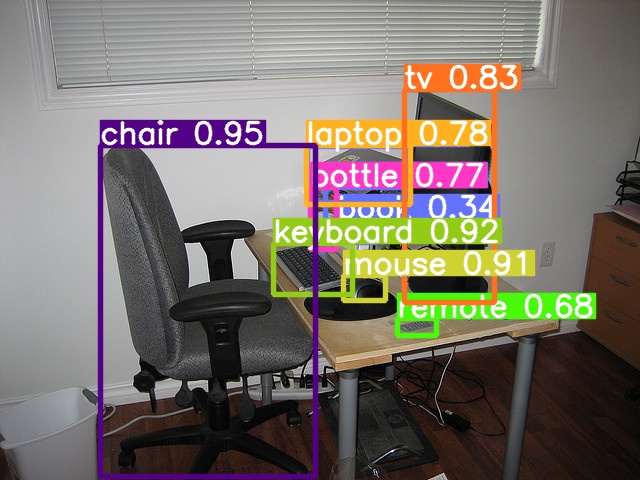 tv 0.83
chair 0.95
laptop 0.78
bottle 0.77
book 0.34
keyboard 0.92
mouse 0.91
remote 0.68